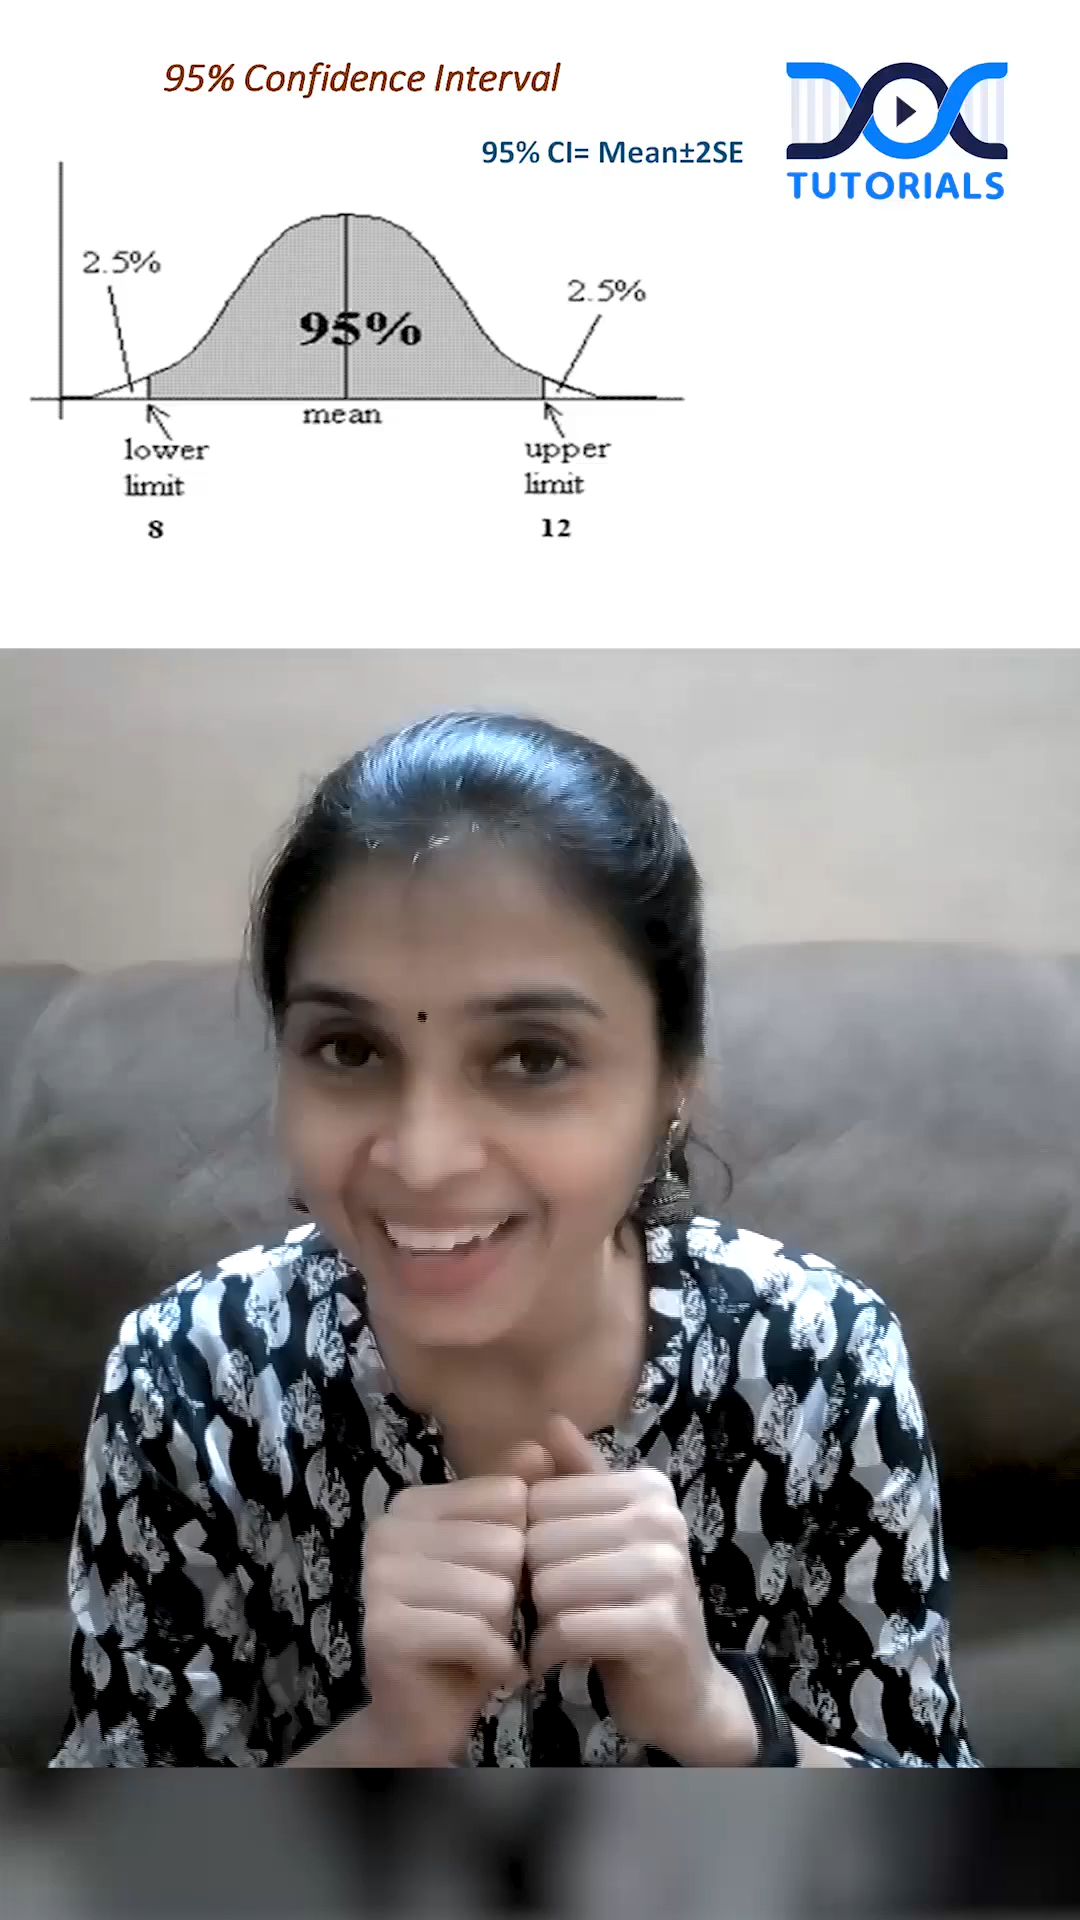 95% Confidence Interval
95% CI= Mean±2SE
TUTORIALS
2.5%
2.5%
95%
mean
lower
limit
upper
limit
8
12